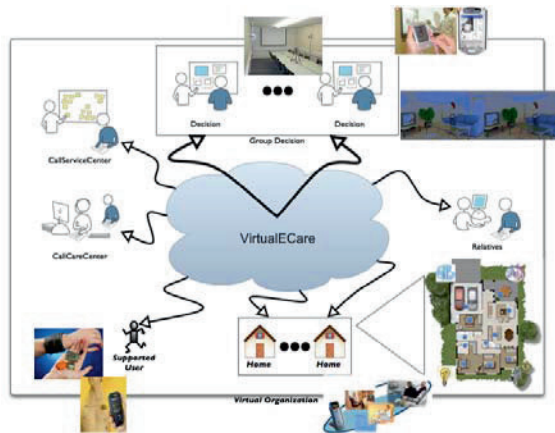 Decision
Decision
Group Decision
CallServiceCenter
CallCareCenter
VirtualECare
Relatives
Supported
User
Home
Home
Virtual Organization